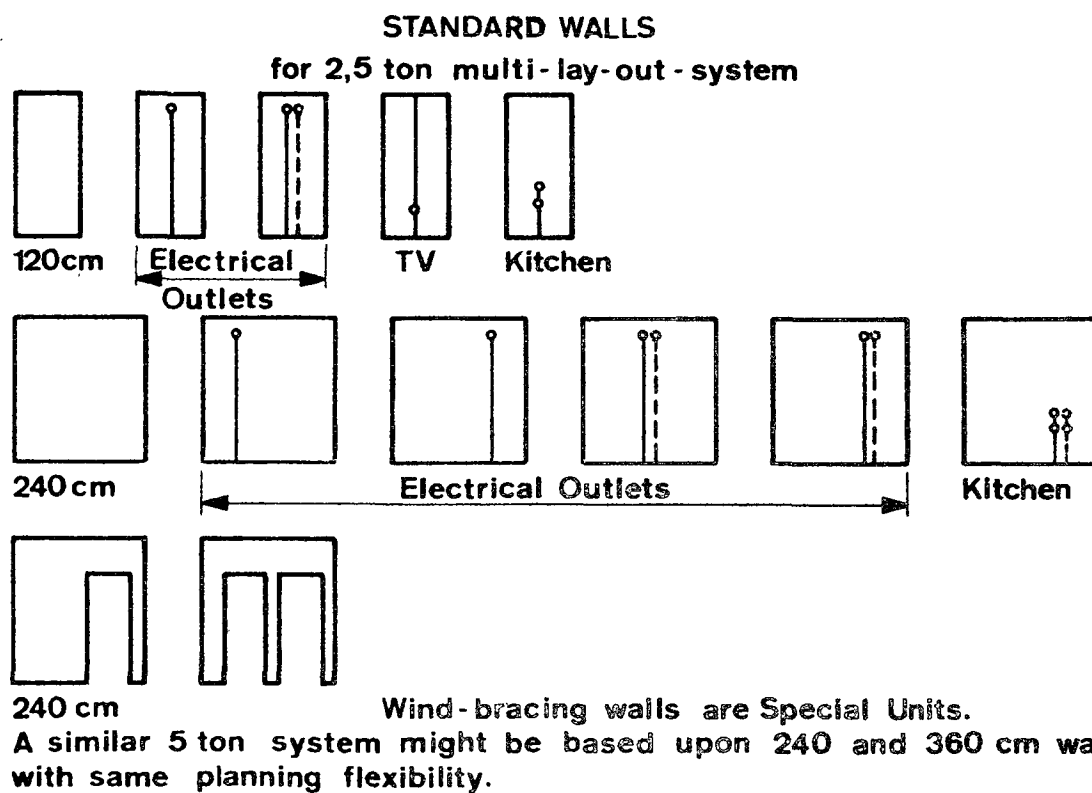 STANDARD WALLS
for 2,5 ton multi-lay-out-system
120cm Electrical TV Kitchen
Outlets
240 cm Electrical Outlets Kitchen
240 cm Wind-bracing walls are Special Units.
A similar 5 ton system might be based upon 240 and 360 cm
with same planning flexibility.